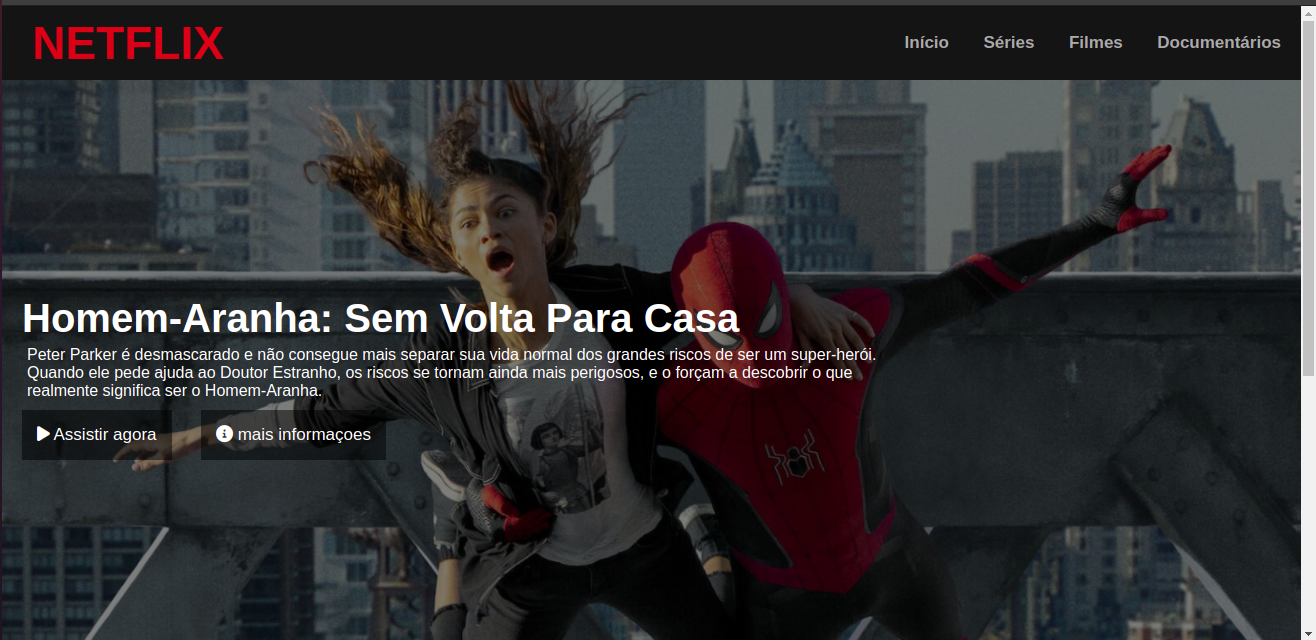 NETFLIX
Início Séries Filmes Documentários
Homem-Aranha: Sem Volta Para Casa
Peter Parker é desmascarado e não consegue mais separar sua vida normal dos grandes riscos de ser um super-herói.
Quando ele pede ajuda ao Doutor Estranho, os riscos se tornam ainda mais perigosos, e o forçam a descobrir o que
realmente significa ser o Homem-Aranha.
Assistir agora
mais informaçoes